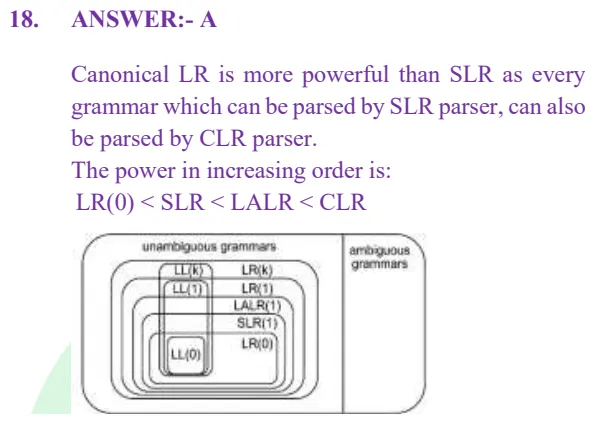 18. ANSWER:- A
Canonical LR is more powerful than SLR as every
grammar which can be parsed by SLR parser, can also
be parsed by CLR parser.
The power in increasing order is:
LR(0) < SLR < LALR < CLR
unambiguous grammars
ambiguous
grammars
LL(k) LR(k)
LL(1) LR(1)
LALR(1)
SLR(1)
LL(0) LR(0)